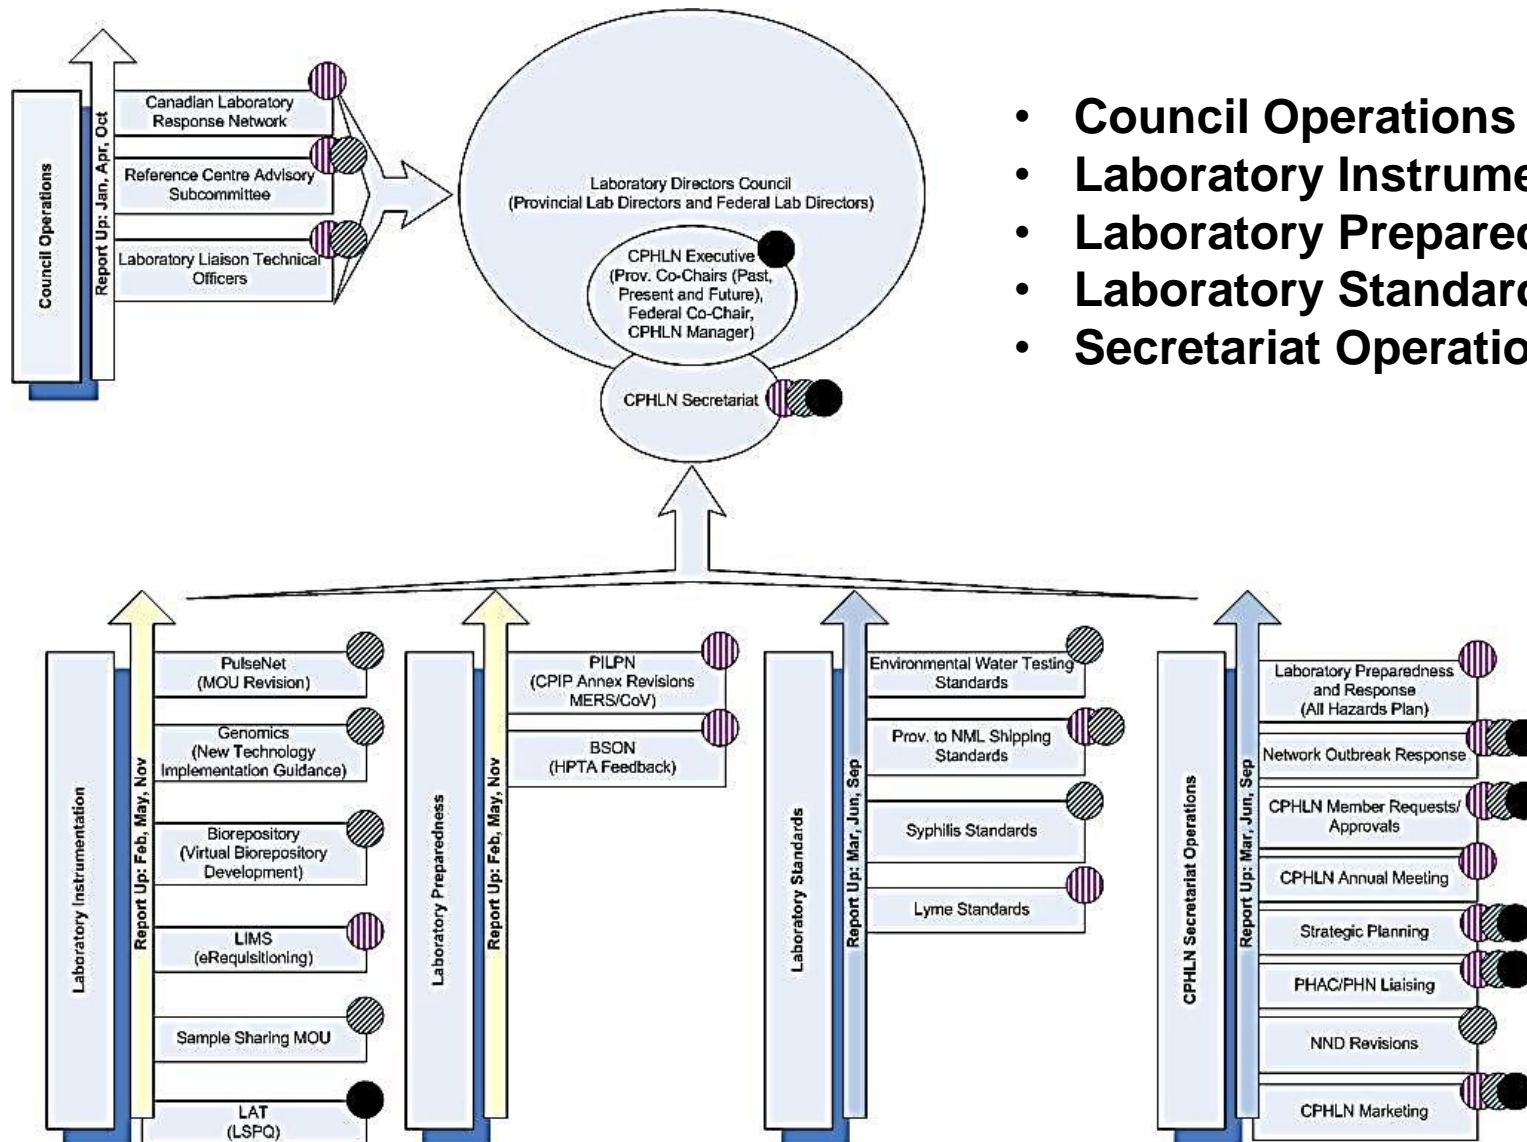 Council Operations
Report Up: Jan, Apr, Oct
Canadian Laboratory
Response Network
Reference Centre Advisory
Subcommittee
Laboratory Liaison Technical
Officers
Laboratory Directors Council
(Provincial Lab Directors and Federal Lab Directors)
CPHLN Executive
(Prov. Co-Chairs (Past,
Present and Future),
Federal Co-Chair,
CPHLN Manager)
CPHLN Secretariat
• Council Operations
• Laboratory Instrume
• Laboratory Prepared
• Laboratory Standard
• Secretariat Operatio
Laboratory Instrumentation
Report Up: Feb, May, Nov
PulseNet
(MOU Revision)
Genomics
(New Technology
Implementation Guidance)
Biorepository
(Virtual Biorepository
Development)
LIMS
(eRequisitioning)
Sample Sharing MOU
LAT
(LSPQ)
Laboratory Preparedness
Report Up: Feb, May, Nov
PILPN
(CPIP Annex Revisions
MERS/CoV)
BSON
(HPTA Feedback)
Laboratory Standards
Report Up: Mar, Jun, Sep
Environmental Water Testing
Standards
Prov. to NML Shipping
Standards
Syphilis Standards
Lyme Standards
CPHLN Secretariat Operations
Report Up: Mar, Jun, Sep
Laboratory Preparedness
and Response
(All Hazards Plan)
Network Outbreak Response
CPHLN Member Requests/
Approvals
CPHLN Annual Meeting
Strategic Planning
PHAC/PHN Liaising
NND Revisions
CPHLN Marketing